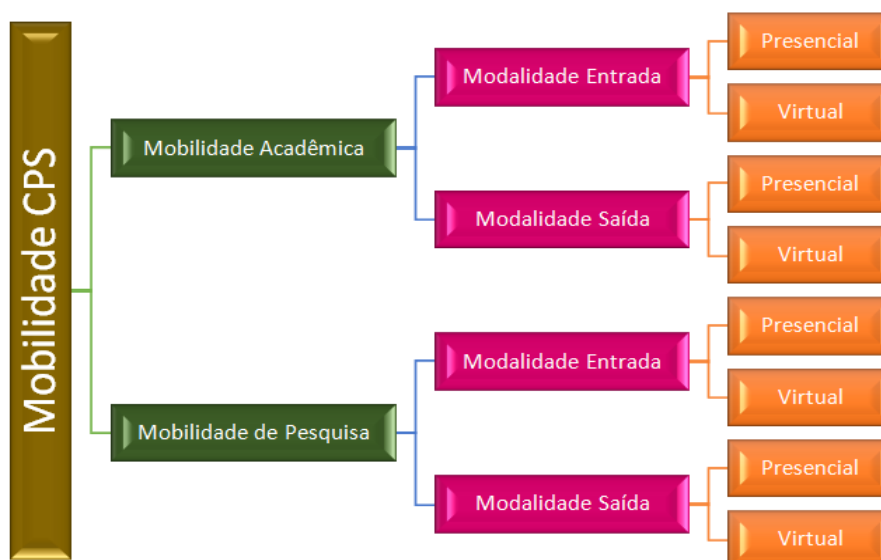 Mobilidade CPS
Mobilidade Acadêmica
Modalidade Entrada
Presencial
Virtual
Modalidade Saída
Presencial
Virtual
Mobilidade de Pesquisa
Modalidade Entrada
Presencial
Virtual
Modalidade Saída
Presencial
Virtual